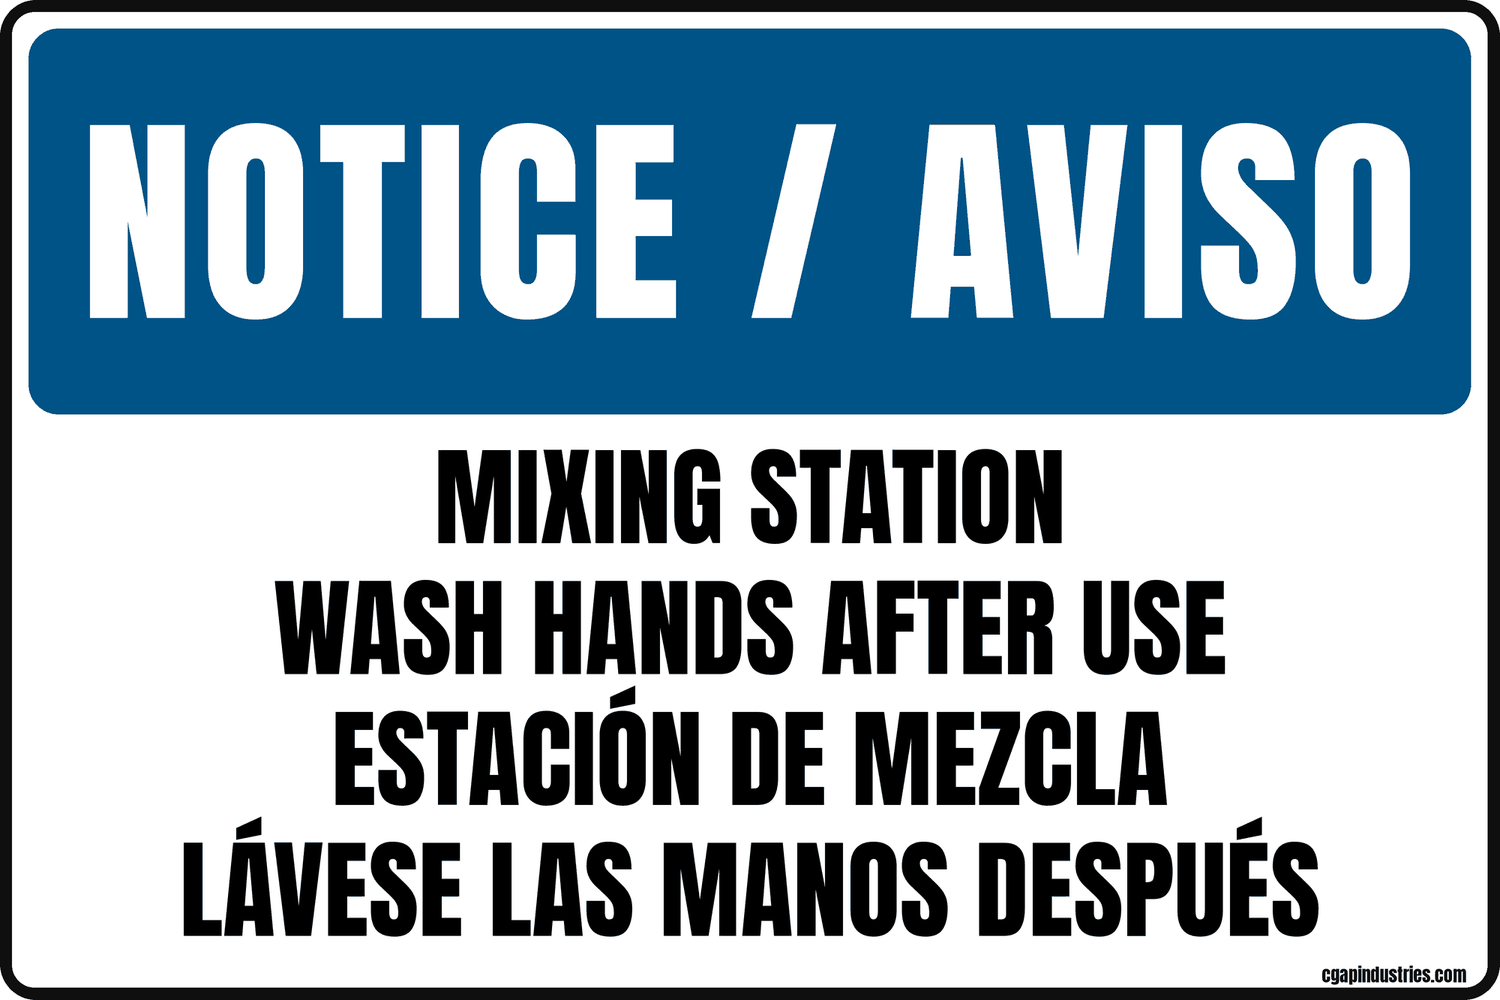 NOTICE / AVISO
MIXING STATION
WASH HANDS AFTER USE
ESTACIÓN DE MEZCLA
LÁVESE LAS MANOS DESPUÉS
cgapindustries.com